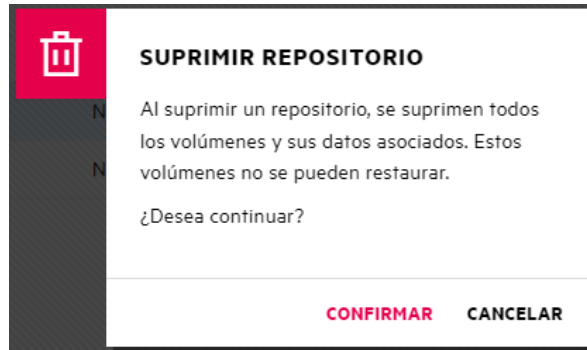 SUPRIMIR REPOSITORIO
Al suprimir un repositorio, se suprimen todos
los volúmenes y sus datos asociados. Estos
volúmenes no se pueden restaurar.
¿Desea continuar?
CONFIRMAR CANCELAR